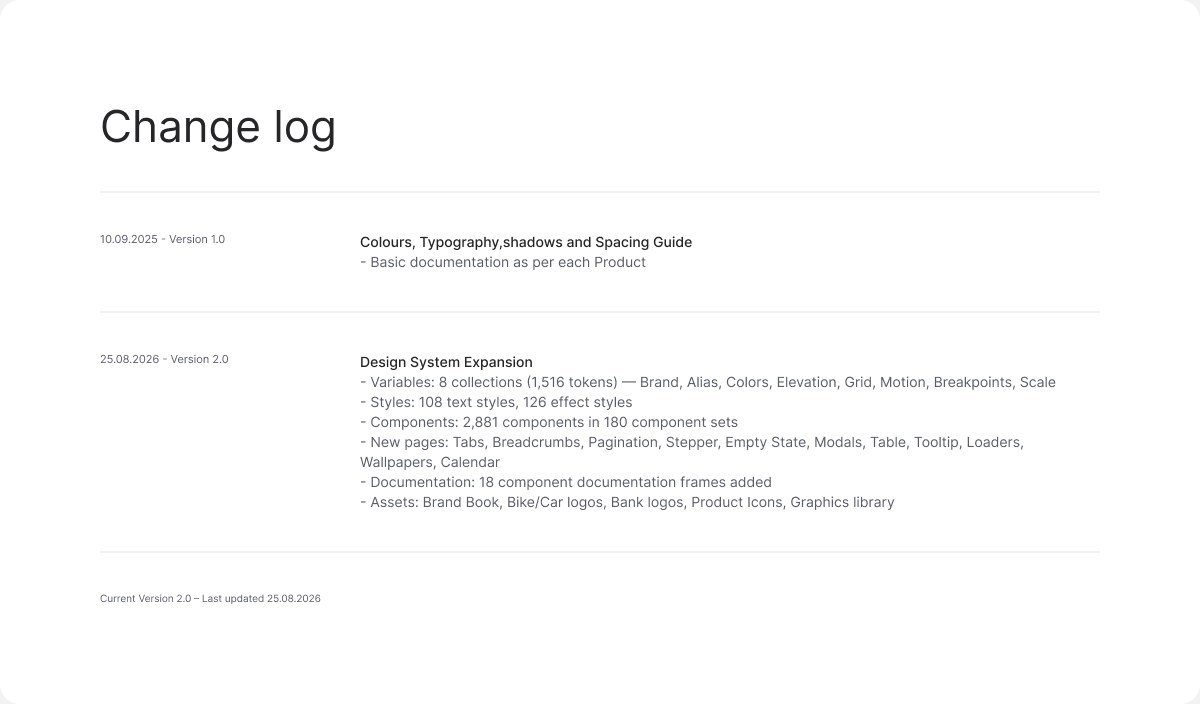 Change log
10.09.2025 - Version 1.0
Colours, Typography,shadows and Spacing Guide
- Basic documentation as per each Product
25.08.2026 - Version 2.0
Design System Expansion
- Variables: 8 collections (1,516 tokens) — Brand, Alias, Colors, Elevation, Grid, Motion, Breakpoints, Scale
- Styles: 108 text styles, 126 effect styles
- Components: 2,881 components in 180 component sets
- New pages: Tabs, Breadcrumbs, Pagination, Stepper, Empty State, Modals, Table, Tooltip, Loaders,
Wallpapers, Calendar
- Documentation: 18 component documentation frames added
- Assets: Brand Book, Bike/Car logos, Bank logos, Product Icons, Graphics library
Current Version 2.0 – Last updated 25.08.2026